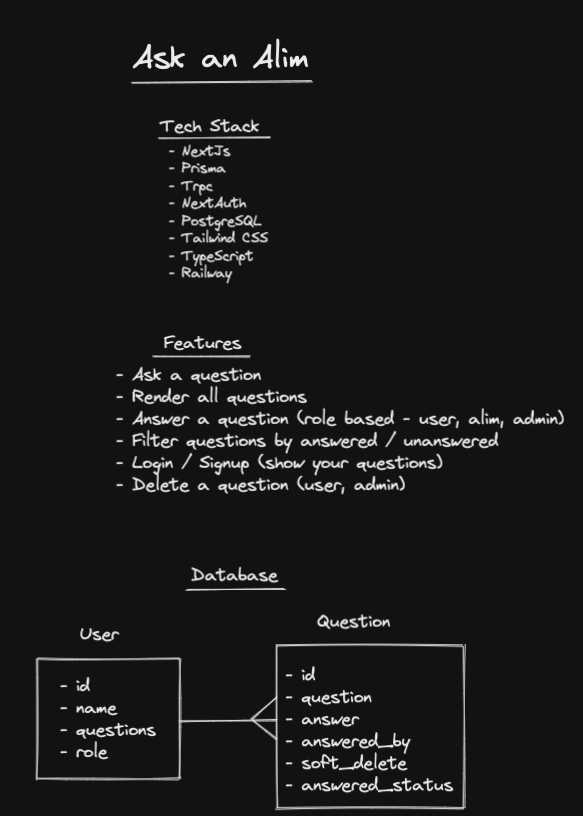 Ask an Alim
Tech Stack
- NextJs
- Prisma
- Trpc
- NextAuth
- PostgreSQL
- Tailwind CSS
- TypeScript
- Railway
Features
- Ask a question
- Render all questions
- Answer a question (role based - user, alim, admin)
- Filter questions by answered / unanswered
- Login / Signup (show your questions)
- Delete a question (user, admin)
Database
User
- id
- name
- questions
- role
Question
- id
- question
- answer
- answered_by
- soft_delete
- answered_status